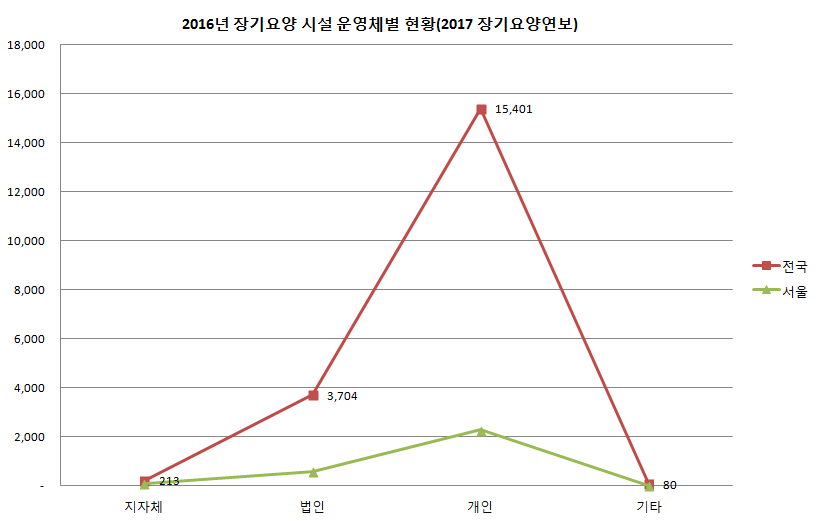 2016년 장기요양 시설 운영체별 현황(2017 장기요양연보)
18,000
16,000
14,000
12,000
10,000
8,000
6,000
4,000
2,000
-
15,401
3,704
213
80
지자체
법인
개인
기타
전국
서울